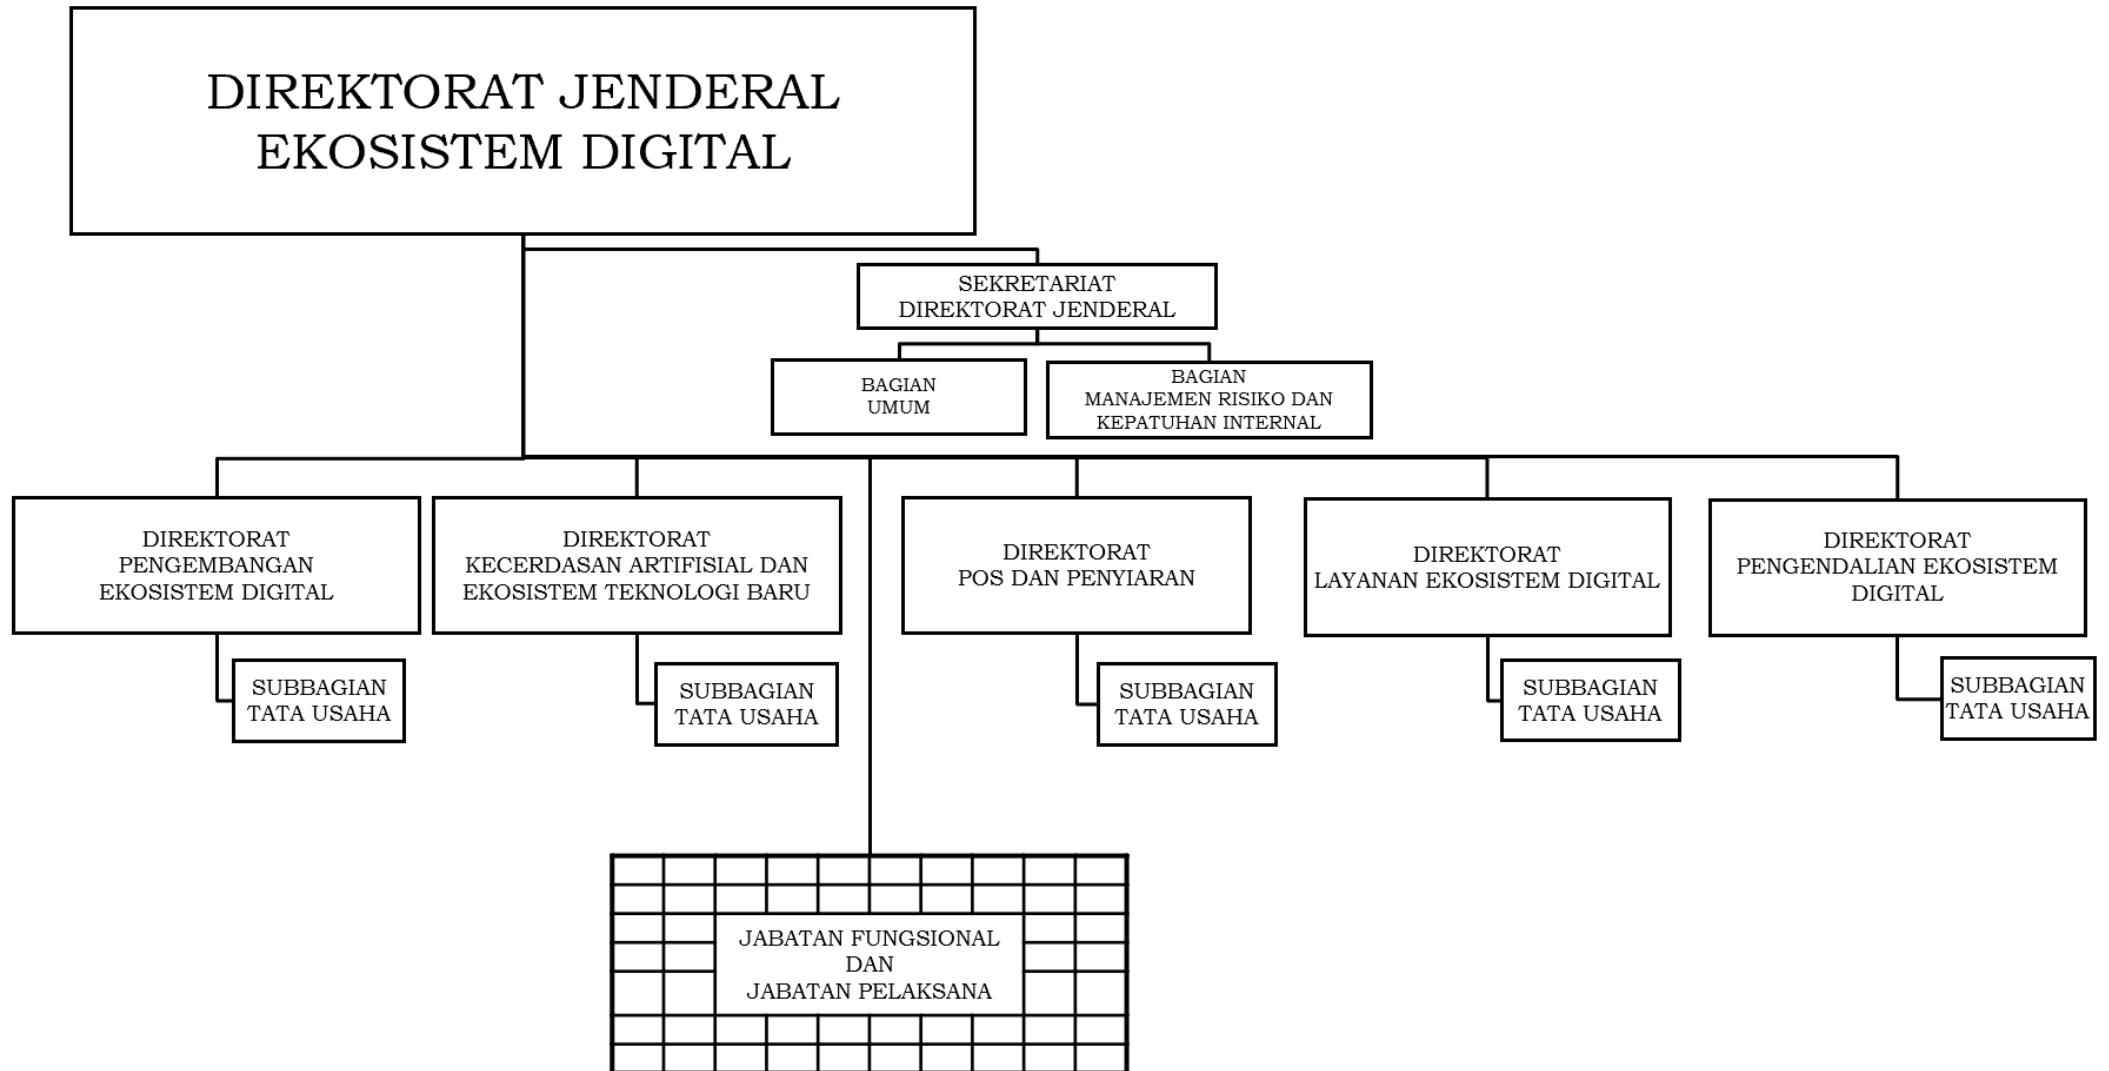 DIREKTORAT JENDERAL
EKOSISTEM DIGITAL
SEKRETARIAT
DIREKTORAT JENDERAL
BAGIAN
UMUM
BAGIAN
MANAJEMEN RISIKO DAN
KEPATUHAN INTERNAL
DIREKTORAT
PENGEMBANGAN
EKOSISTEM DIGITAL
DIREKTORAT
KECERDASAN ARTIFISIAL DAN
EKOSISTEM TEKNOLOGI BARU
DIREKTORAT
POS DAN PENYIARAN
DIREKTORAT
LAYANAN EKOSISTEM DIGITAL
DIREKTORAT
PENGENDALIAN EKOSISTEM
DIGITAL
SUBBAGIAN
TATA USAHA
SUBBAGIAN
TATA USAHA
SUBBAGIAN
TATA USAHA
SUBBAGIAN
TATA USAHA
SUBBAGIAN
TATA USAHA
JABATAN FUNGSIONAL
DAN
JABATAN PELAKSANA